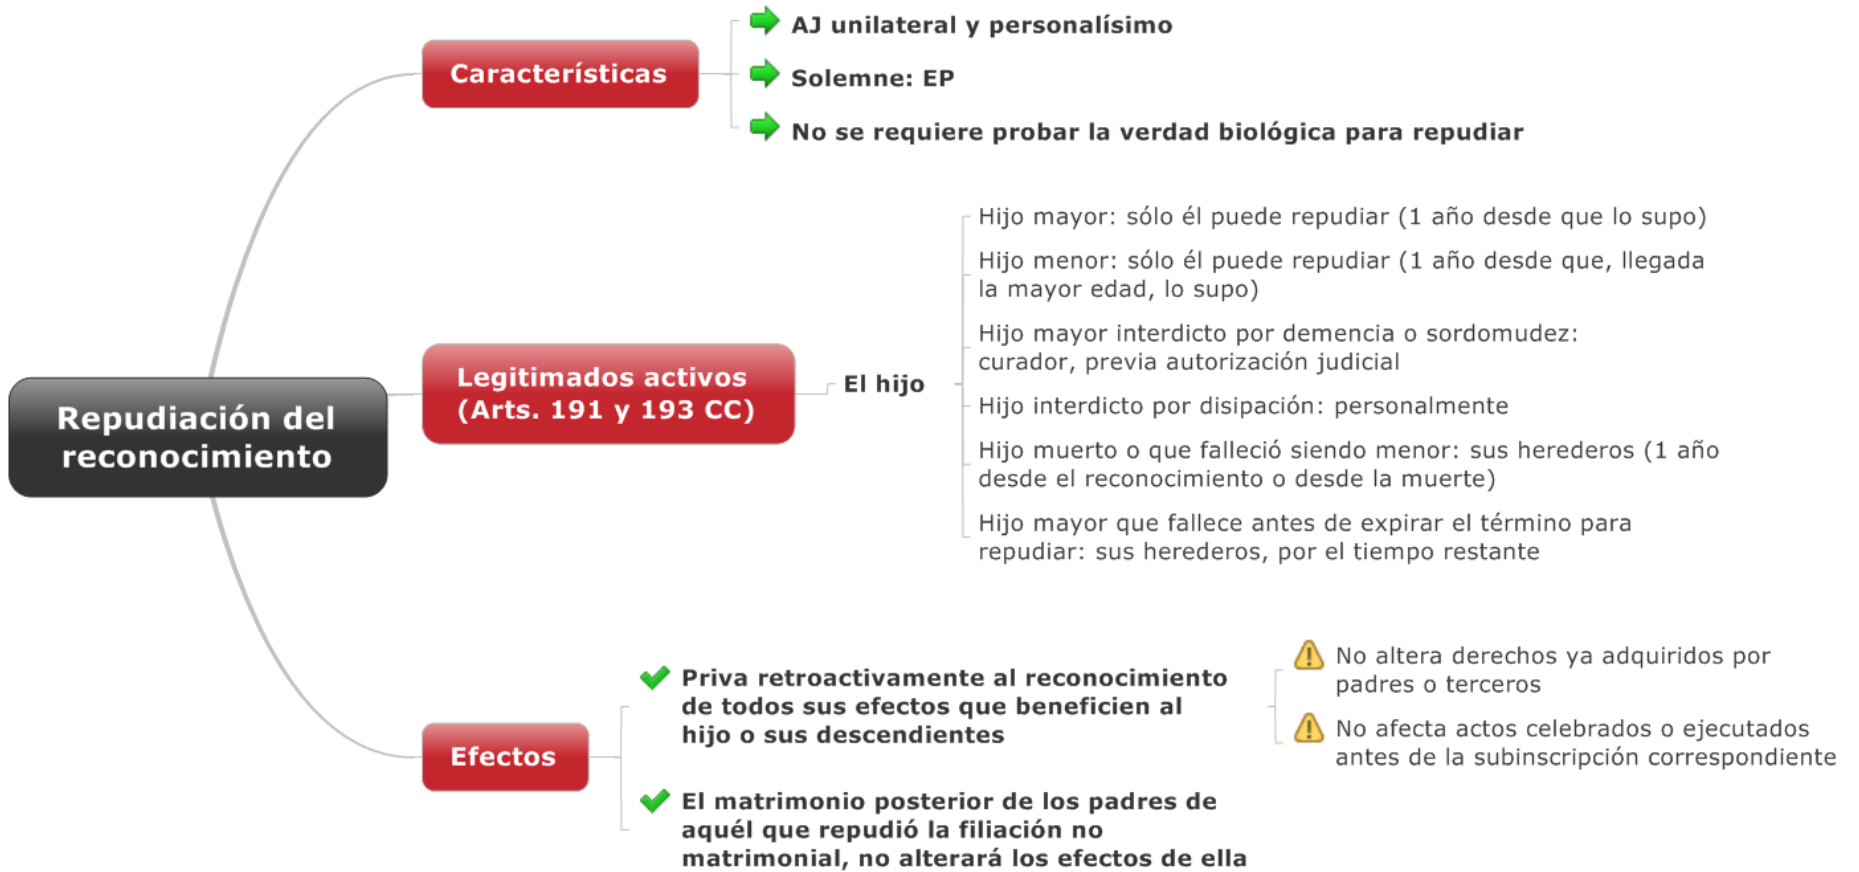 Repudiación del
reconocimiento
Características
AJ unilateral y personalísimo
Solemne: EP
No se requiere probar la verdad biológica para repudiar
Legitimados activos
(Arts. 191 y 193 CC)
El hijo
Hijo mayor: sólo él puede repudiar (1 año desde que lo supo)
Hijo menor: sólo él puede repudiar (1 año desde que, llegada
la mayor edad, lo supo)
Hijo mayor interdicto por demencia o sordomudez:
curador, previa autorización judicial
Hijo interdicto por disipación: personalmente
Hijo muerto o que falleció siendo menor: sus herederos (1 año
desde el reconocimiento o desde la muerte)
Hijo mayor que fallece antes de expirar el término para
repudiar: sus herederos, por el tiempo restante
Efectos
Priva retroactivamente al reconocimiento
de todos sus efectos que beneficien al
hijo o sus descendientes
No altera derechos ya adquiridos por
padres o terceros
No afecta actos celebrados o ejecutados
antes de la subinscripción correspondiente
El matrimonio posterior de los padres de
aquél que repudió la filiación no
matrimonial, no alterará los efectos de ella